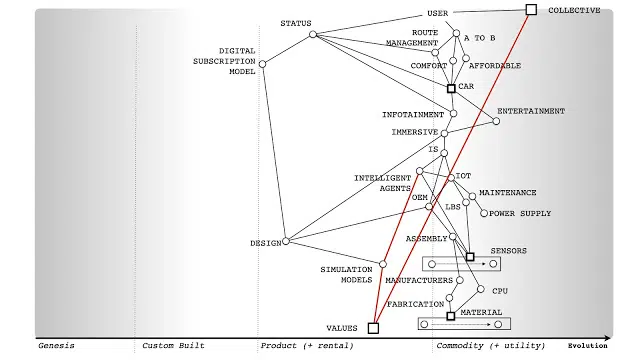 USER
COLLECTIVE
STATUS
ROUTE
MANAGEMENT
A TO B
DIGITAL
SUBSCRIPTION
MODEL
COMFORT
AFFORDABLE
CAR
INFOTAINMENT
ENTERTAINMENT
IMMERSIVE
IS
INTELLIGENT
AGENTS
IOT
OEM
LBS
MAINTENANCE
POWER SUPPLY
DESIGN
ASSEMBLY
SENSORS
SIMULATION
MODELS
MANUFACTURERS
CPU
FABRICATION
MATERIAL
VALUES
Genesis
Custom Built
Product (+ rental)
Commodity (+ utility)
Evolution